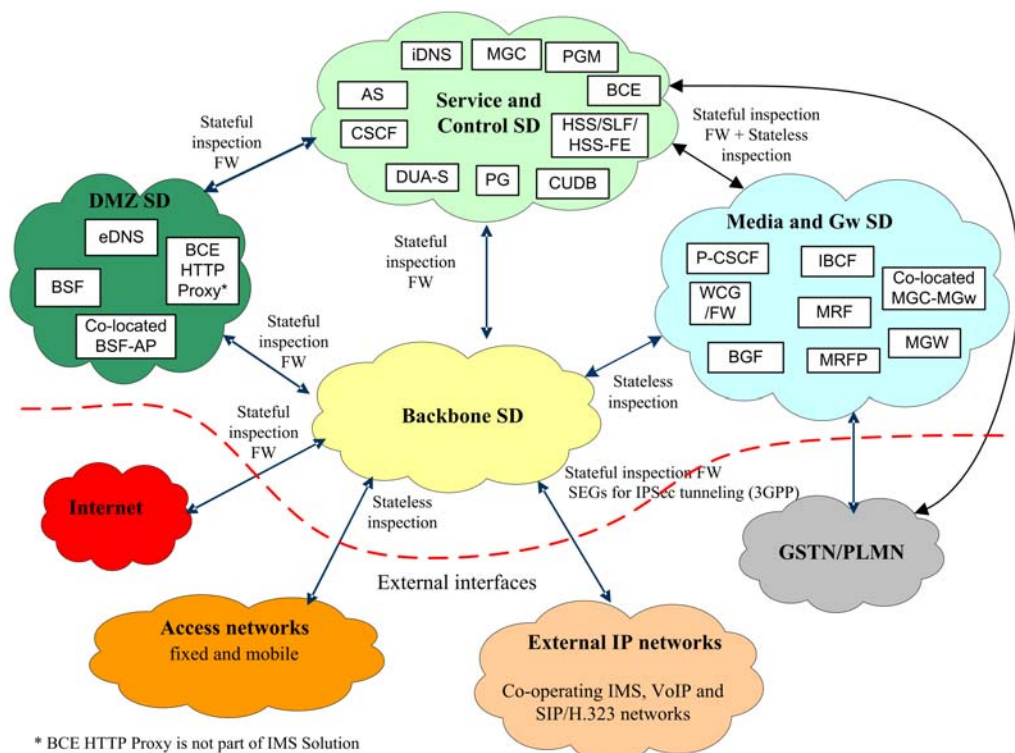 iDNS
MGC
PGM
AS
BCE
Service and
Control SD
CSCF
HSS/SLF/
HSS-FE
DUA-S
PG
CUDB
Stateful
inspection
FW
Stateful inspection
FW + Stateless
inspection
DMZ SD
eDNS
BCE
HTTP
Proxy*
BSF
Co-located
BSF-AP
Stateful
inspection
FW
Media and Gw SD
P-CSCF
IBCF
Co-located
MGC-MGw
WCG
/FW
MRF
MGW
BGF
MRFP
Stateful
inspection
FW
Backbone SD
Stateless
inspection
Stateful
inspection
FW
Internet
Stateless
inspection
Stateful inspection FW
SEGs for IPSec tunneling (3GPP)
GSTN/PLMN
External interfaces
Access networks
fixed and mobile
External IP networks
Co-operating IMS, VoIP and
SIP/H.323 networks
* BCE HTTP Proxy is not part of IMS Solution